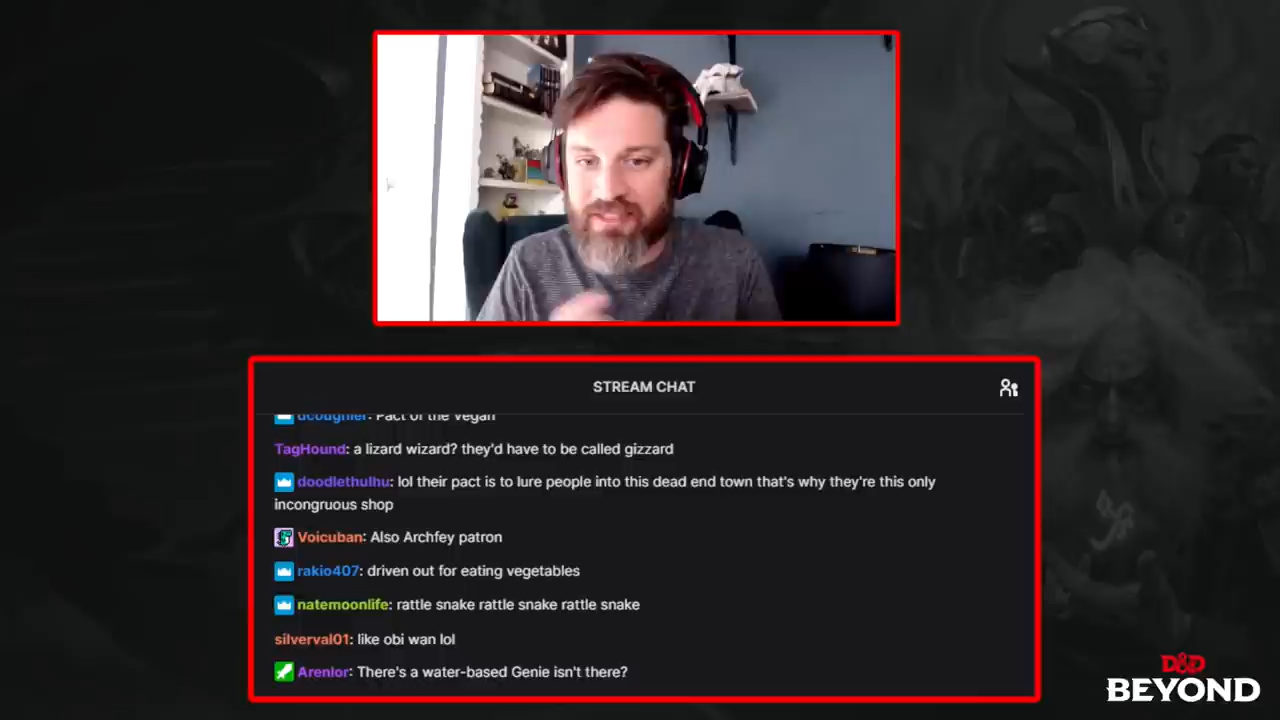 STREAM CHAT
dcoughler: Pact of the Vegan
TagHound: a lizard wizard? they'd have to be called gizzard
doodlethulhu: lol their pact is to lure people into this dead end town that's why they're this only
incongruous shop
Voicuban: Also Archfey patron
rakio407: driven out for eating vegetables
natemoonlife: rattle snake rattle snake rattle snake
silverval01: like obi wan lol
Arenlor: There's a water-based Genie isn't there?
D&D
BEYOND